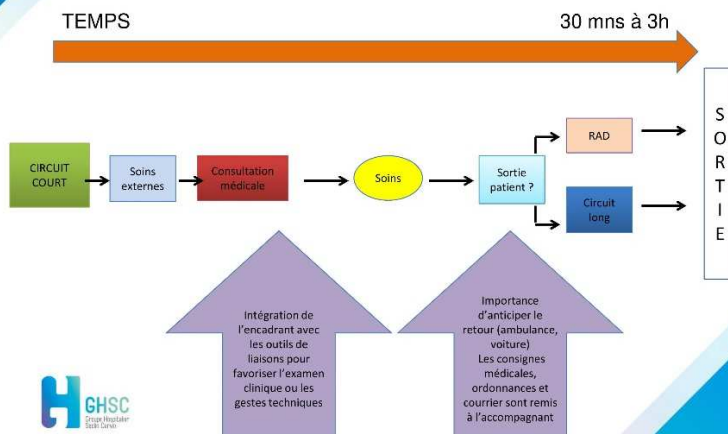 TEMPS
30 mns à 3h
CIRCUIT
COURT
Soins
externes
Consultation
médicale
Soins
Sortie
patient ?
RAD
Circuit
long
S
O
R
T
I
E
Intégration de
l'encadrant avec
les outils de
liaisons pour
favoriser l'examen
clinique ou les
gestes techniques
Importance
d'anticiper le
retour (ambulance,
voiture)
Les consignes
médicales,
ordonnances et
courrier sont remis
à l'accompagnant
GHSC
Groupe Hospitalier